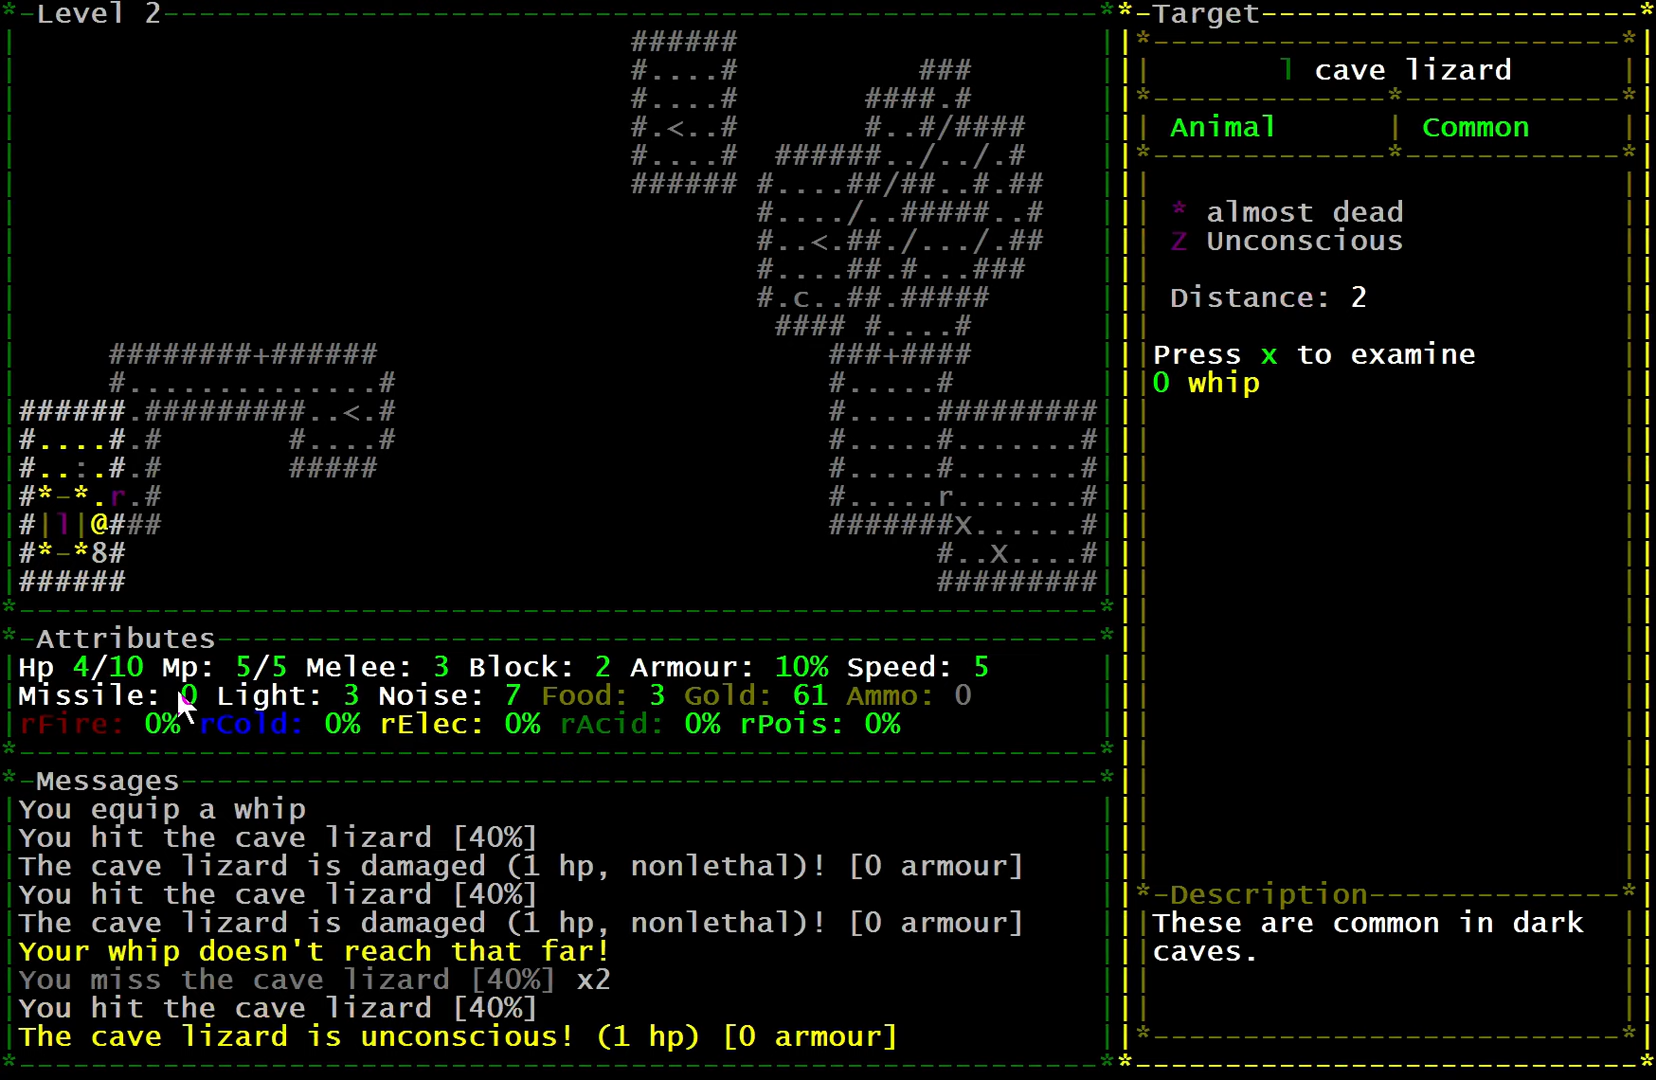 Level 2
######
#....#
###
#....#
####.#
#.<..#
#..#/####
#....#
######../../.#
######
#....##/##..#.##
#..../..#####..#
#..<.##./.../.##
#....##.#...###
#.c..##.#####
####
#....#
########+######
###+####
#..............#
#.....#
######.#########..<.#
#.....#########
#....#.#
#....#
#.....#.......#
#..:.#.#
#####
#.....#.......#
#*-*.r.#
#.....r.......#
#|l|@###
#######x......#
#*-*8#
#..x....#
######
#########
Attributes
Hp 4/10 Mp: 5/5 Melee: 3 Block: 2 Armour: 10% Speed: 5
Missile: 0 Light: 3 Noise: 7 Food: 3 Gold: 61 Ammo: 0
rFire: 0% rCold: 0% rElec: 0% rAcid: 0% rPois: 0%
Messages
You equip a whip
You hit the cave lizard [40%]
The cave lizard is damaged (1 hp, nonlethal)! [0 armour]
You hit the cave lizard [40%]
The cave lizard is damaged (1 hp, nonlethal)! [0 armour]
Your whip doesn't reach that far!
You miss the cave lizard [40%] x2
You hit the cave lizard [40%]
The cave lizard is unconscious! (1 hp) [0 armour]
Target
l cave lizard
Animal | Common
* almost dead
Z Unconscious
Distance: 2
Press x to examine
0 whip
Description
These are common in dark
caves.